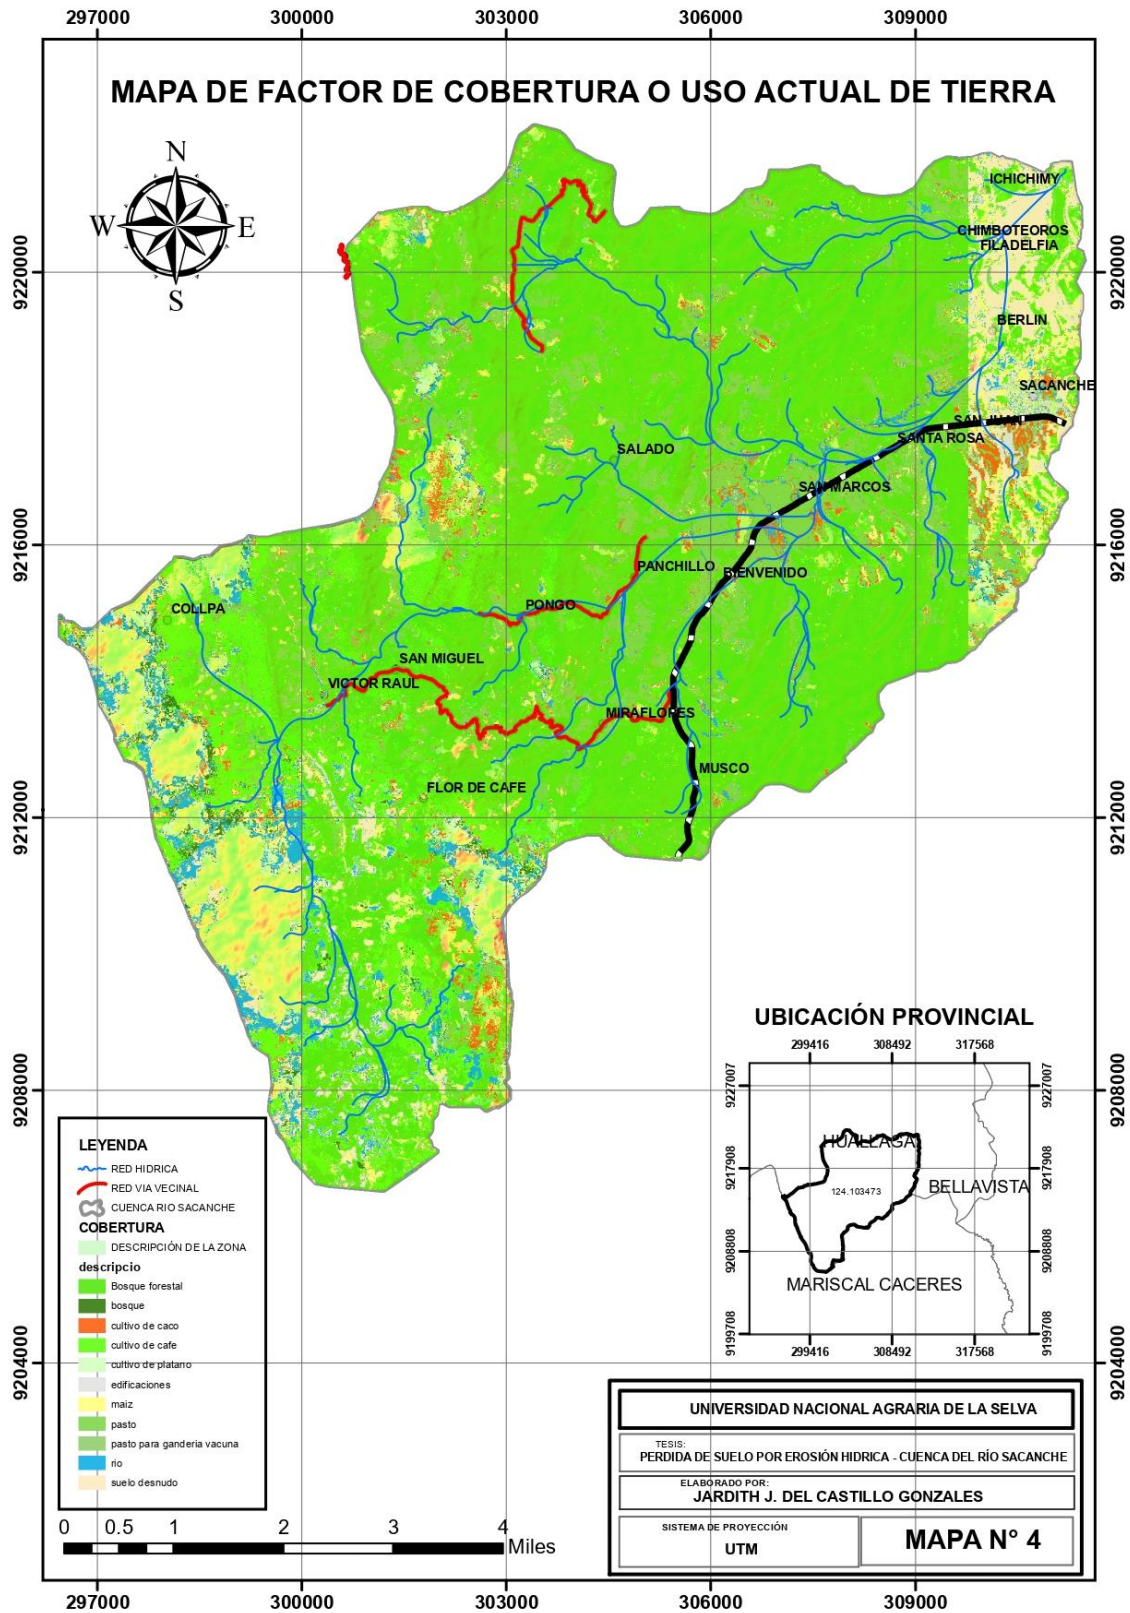 297000 300000 303000 306000 309000
MAPA DE FACTOR DE COBERTURA O USO ACTUAL DE TIERRA
N
W E
S
ICHICHIMY
CHIMBOTEOROS
FILADELFIA
9220000 9220000
BERLIN
SACANCHE
SAN JUAN
SANTA ROSA
SALADO
SAN MARCOS
9216000 9216000
PANCHILLO BIENVENIDO
COLLPA PONGO
SAN MIGUEL
VICTOR RAUL
MIRAFLORES
MUSCO
FLOR DE CAFE
9212000 9212000
UBICACIÓN PROVINCIAL
299416 308492 317568
9227007 9227007
9208000 9208000
HUALLAGA
9217908 9217908
124.103473
BELLAVISTA
9208808 9208808
MARISCAL CACERES
9199708 9199708
299416 308492 317568
LEYENDA
RED HIDRICA
RED VIA VECINAL
CUENCA RIO SACANCHE
COBERTURA
DESCRIPCIÓN DE LA ZONA
descripcio
Bosque forestal
bosque
cultivo de caco
cultivo de cafe
cultivo de platano
edificaciones
maiz
pasto
pasto para ganderia vacuna
rio
suelo desnudo
9204000 9204000
0 0.5 1 2 3 4
Miles
UNIVERSIDAD NACIONAL AGRARIA DE LA SELVA
TESIS:
PERDIDA DE SUELO POR EROSIÓN HIDRICA - CUENCA DEL RÍO SACANCHE
ELABORADO POR:
JARDITH J. DEL CASTILLO GONZALES
SISTEMA DE PROYECCIÓN
UTM
MAPA N° 4
297000 300000 303000 306000 309000